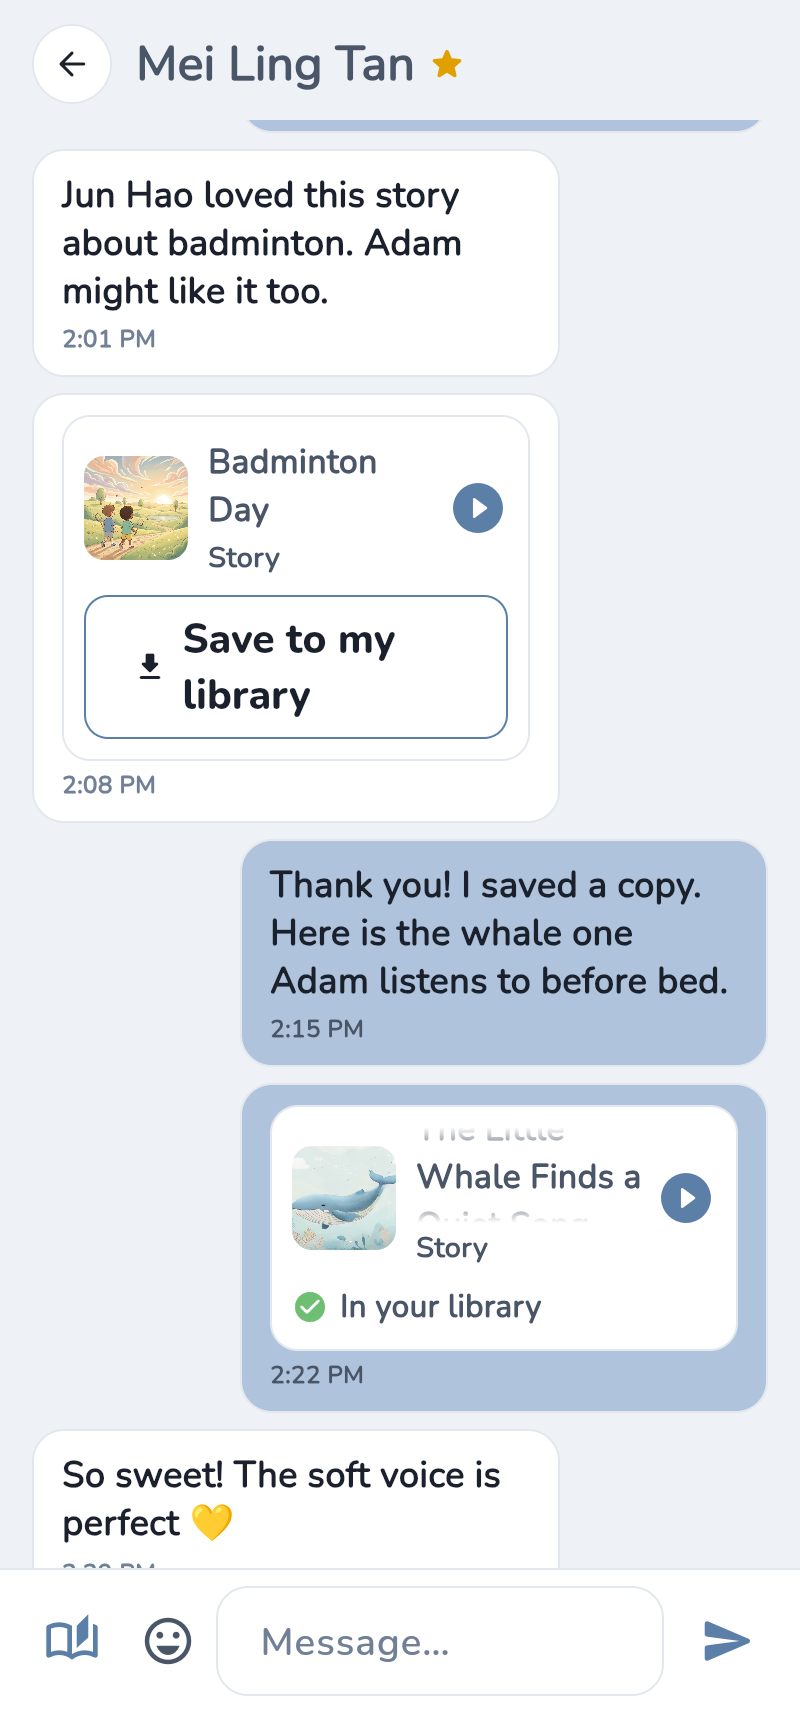 Mei Ling Tan
Jun Hao loved this story
about badminton. Adam
might like it too.
2:01 PM
Badminton
Day
Story
Save to my
library
2:08 PM
Thank you! I saved a copy.
Here is the whale one
Adam listens to before bed.
2:15 PM
The Little
Whale Finds a
Story
In your library
2:22 PM
So sweet! The soft voice is
perfect 💛
Message...